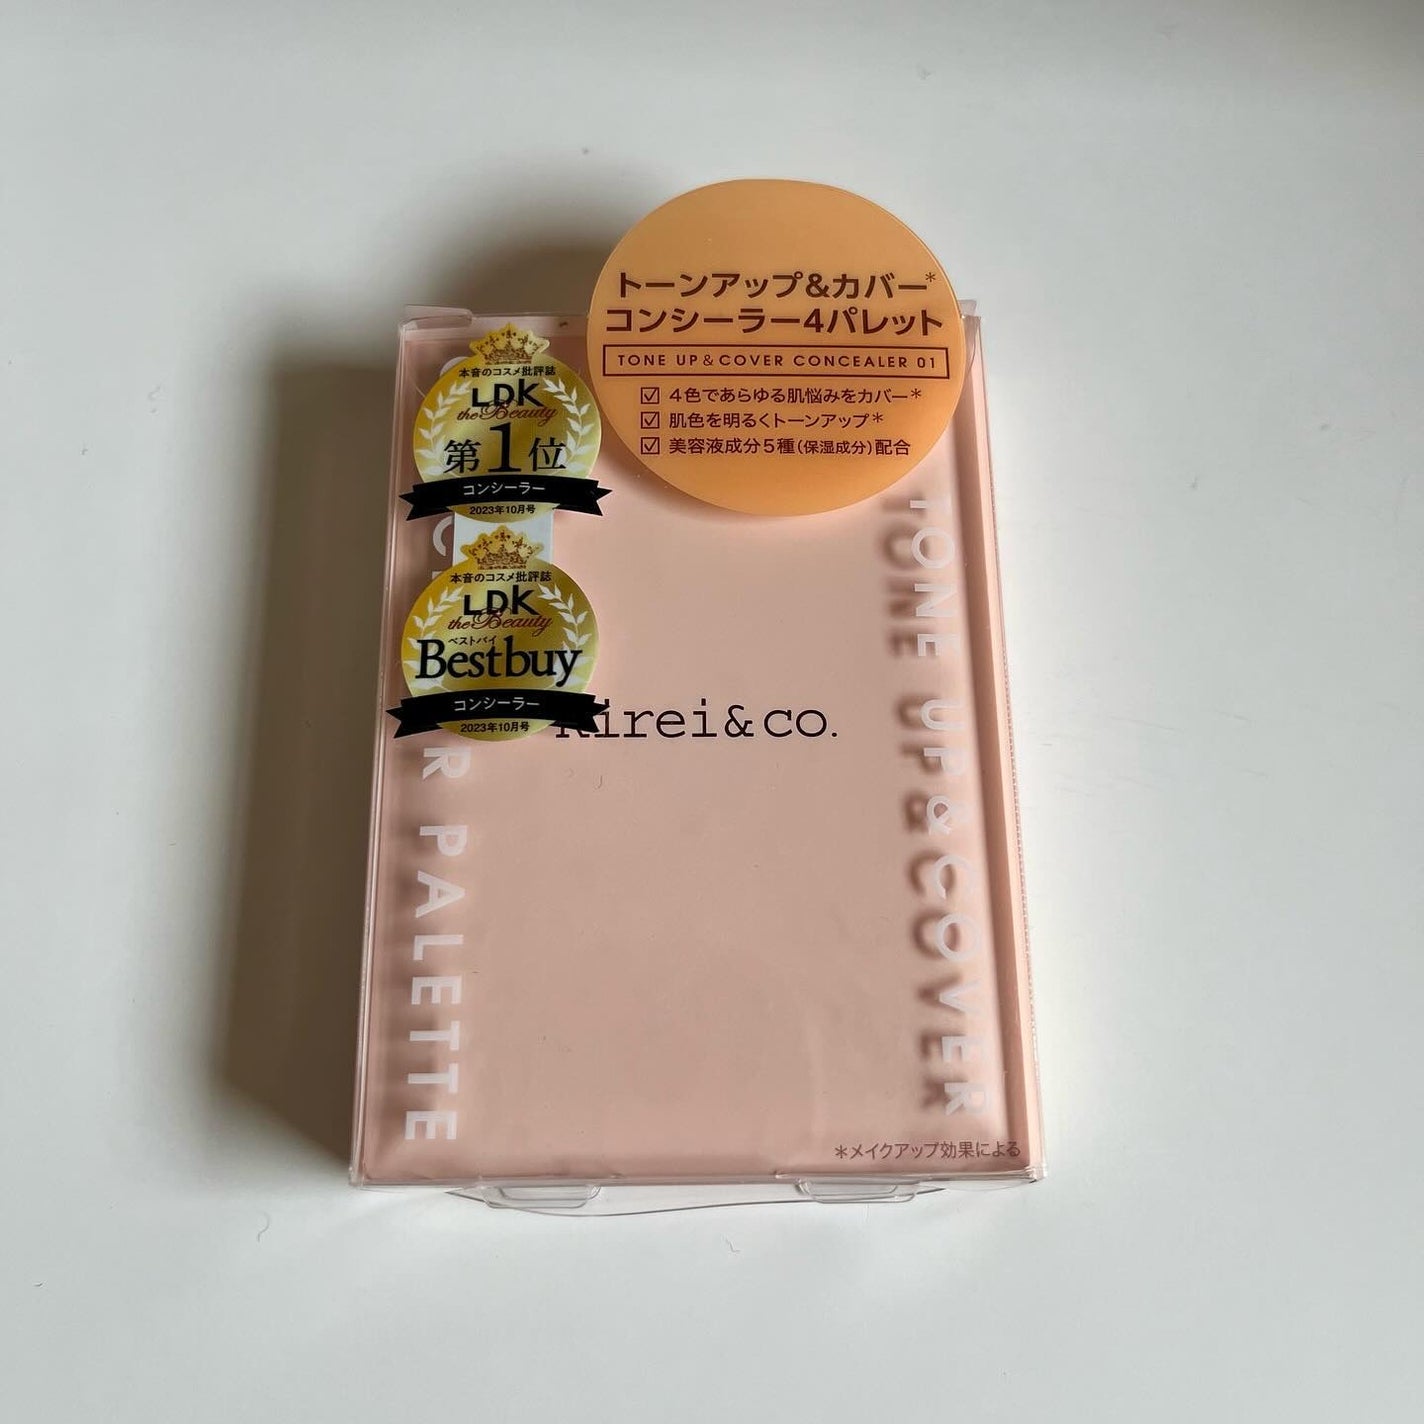 トーンアップ&カバー*
コンシーラー4パレット
TONE UP & COVER CONCEALER 01
☑ 4色であらゆる肌悩みをカバー*
☑ 肌色を明るくトーンアップ*
☑ 美容液成分5種(保湿成分)配合
本音のコスメ批評誌
LDK
the Beauty
第1位
コンシーラー
2023年10月号
本音のコスメ批評誌
LDK
the Beauty
ベストバイ
Bestbuy
コンシーラー
2023年10月号
Kirei&co.
TONE UP&COVER
PALETTE
*メイクアップ効果による